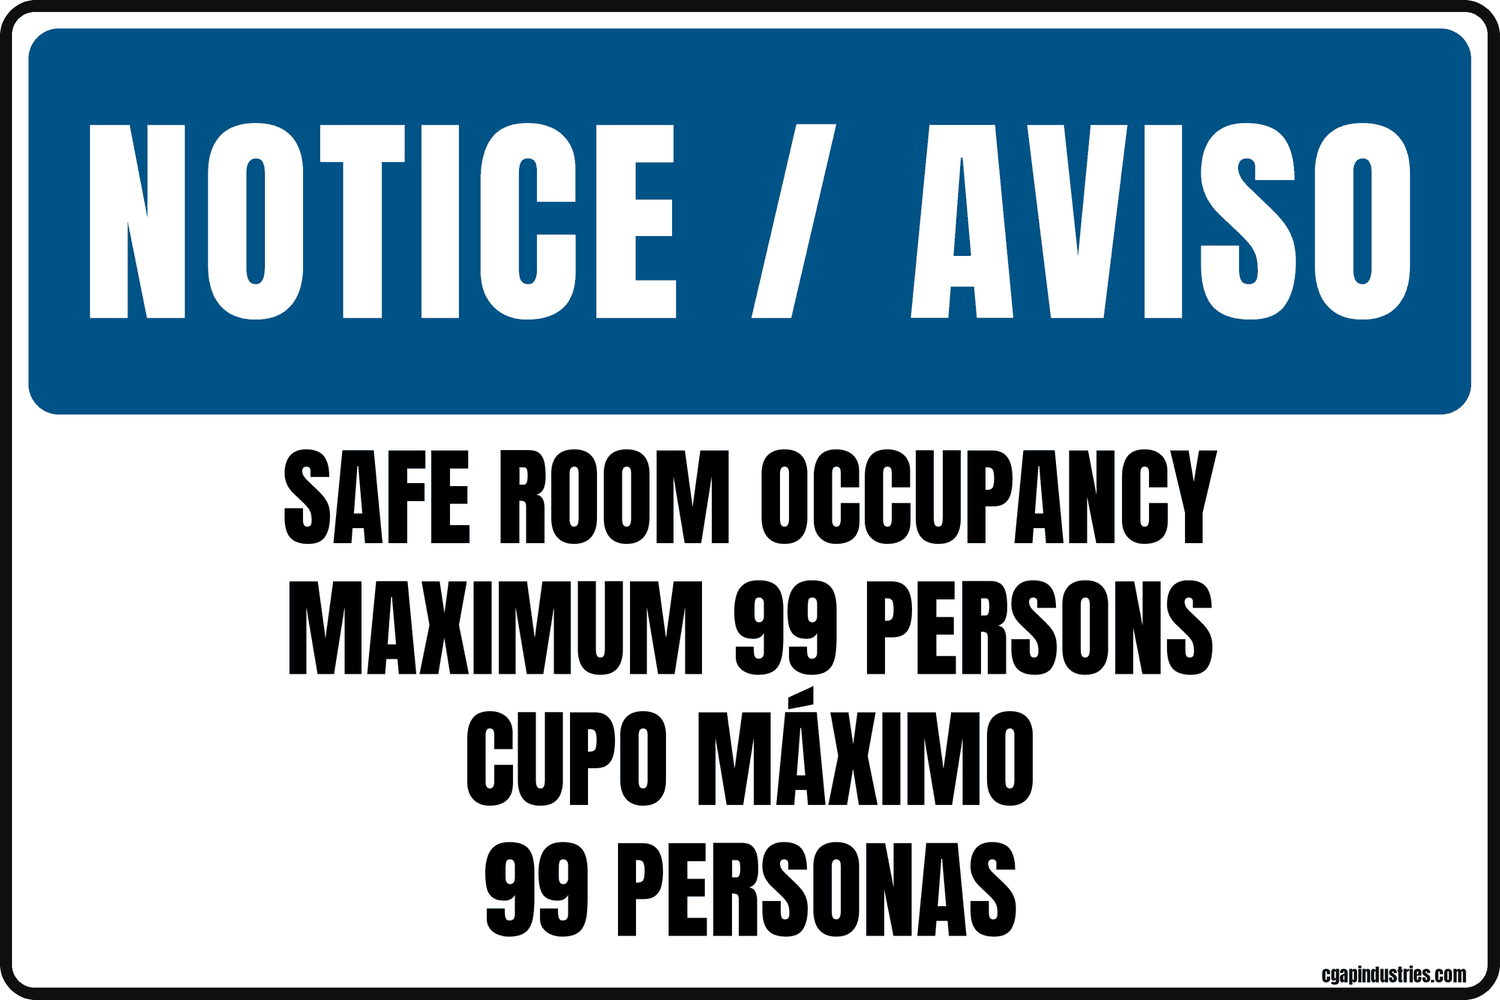 NOTICE / AVISO
SAFE ROOM OCCUPANCY
MAXIMUM 99 PERSONS
CUPO MÁXIMO
99 PERSONAS
cgapindustries.com